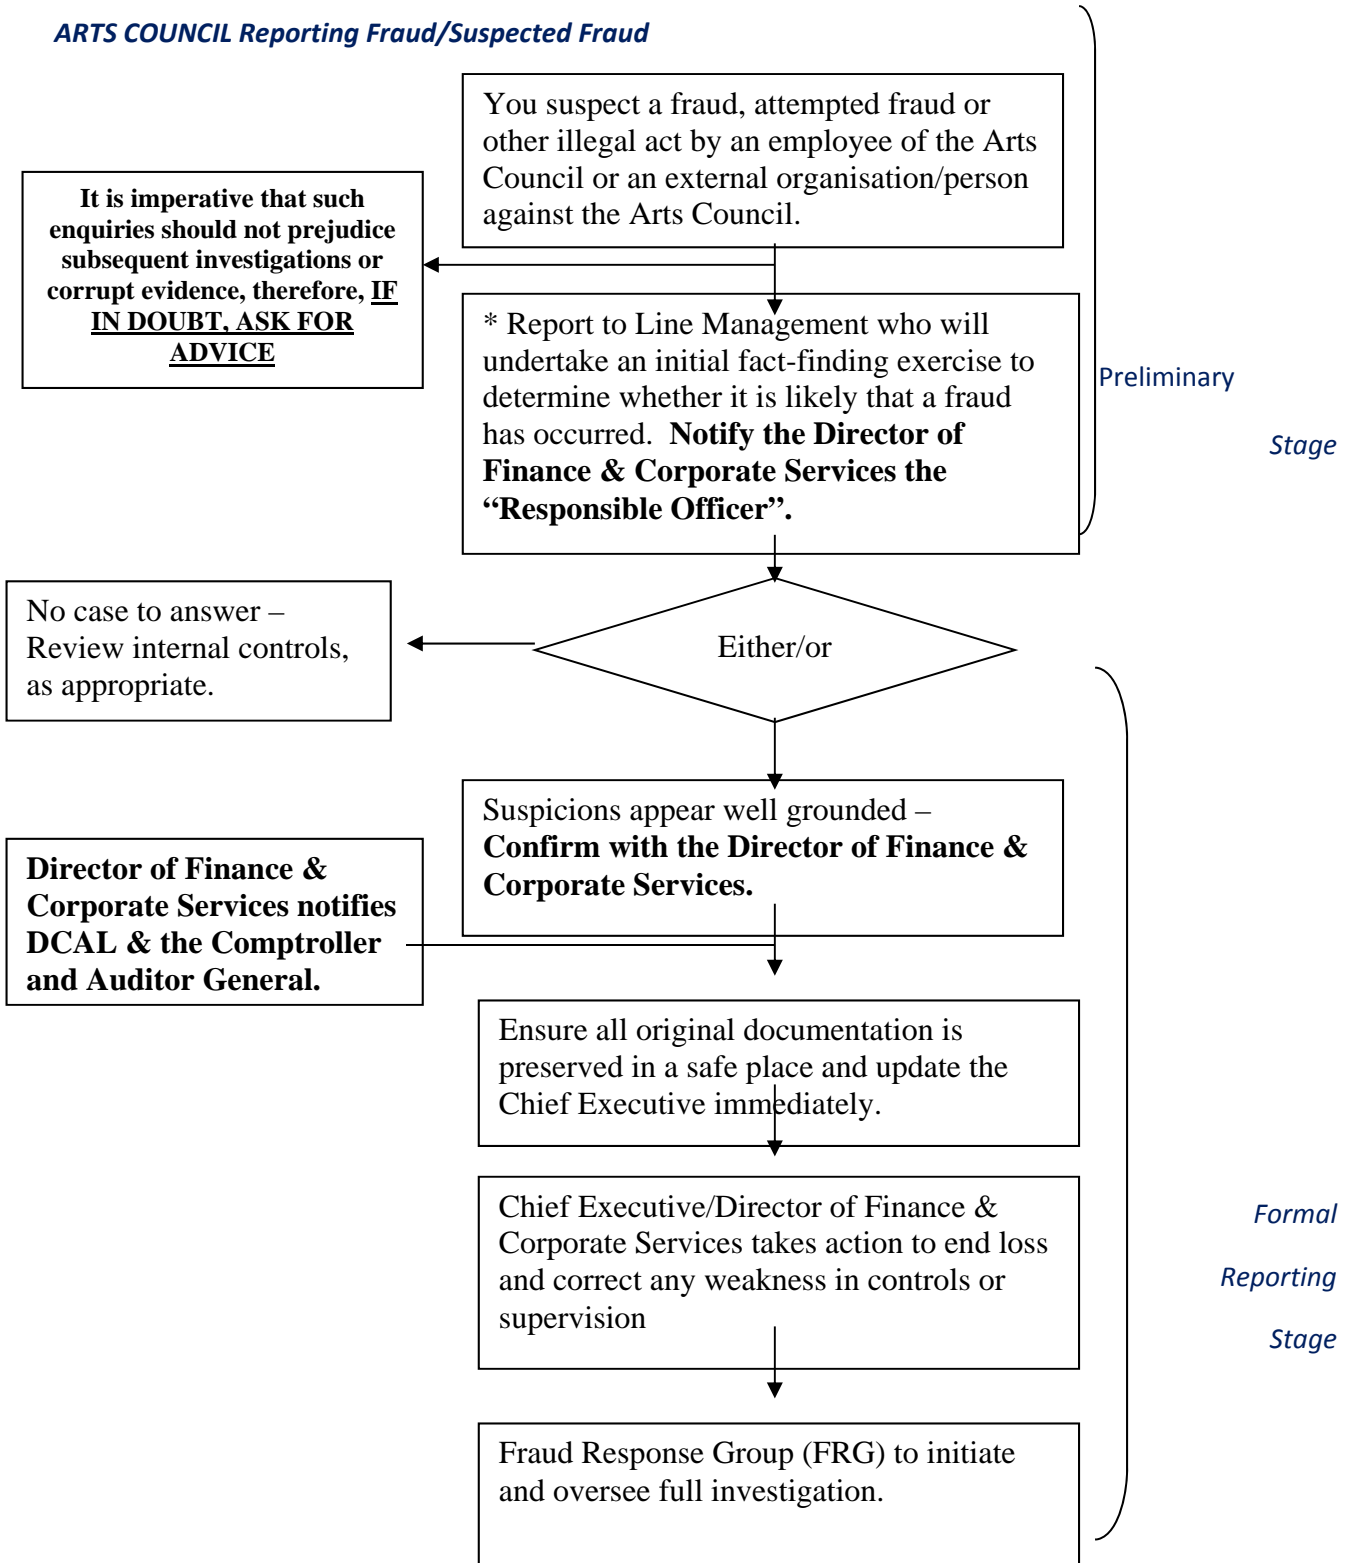 ARTS COUNCIL Reporting Fraud/Suspected Fraud
You suspect a fraud, attempted fraud or
other illegal act by an employee of the Arts
Council or an external organisation/person
against the Arts Council.
It is imperative that such
enquiries should not prejudice
subsequent investigations or
corrupt evidence, therefore, IF
IN DOUBT, ASK FOR
ADVICE
* Report to Line Management who will
undertake an initial fact-finding exercise to
determine whether it is likely that a fraud
has occurred.  Notify the Director of
Finance & Corporate Services the
“Responsible Officer”.
Preliminary
Stage
Either/or
No case to answer –
Review internal controls,
as appropriate.
Suspicions appear well grounded –
Confirm with the Director of Finance &
Corporate Services.
Director of Finance &
Corporate Services notifies
DCAL & the Comptroller
and Auditor General.
Ensure all original documentation is
preserved in a safe place and update the
Chief Executive immediately.
Chief Executive/Director of Finance &
Corporate Services takes action to end loss
and correct any weakness in controls or
supervision
Formal
Reporting
Stage
Fraud Response Group (FRG) to initiate
and oversee full investigation.